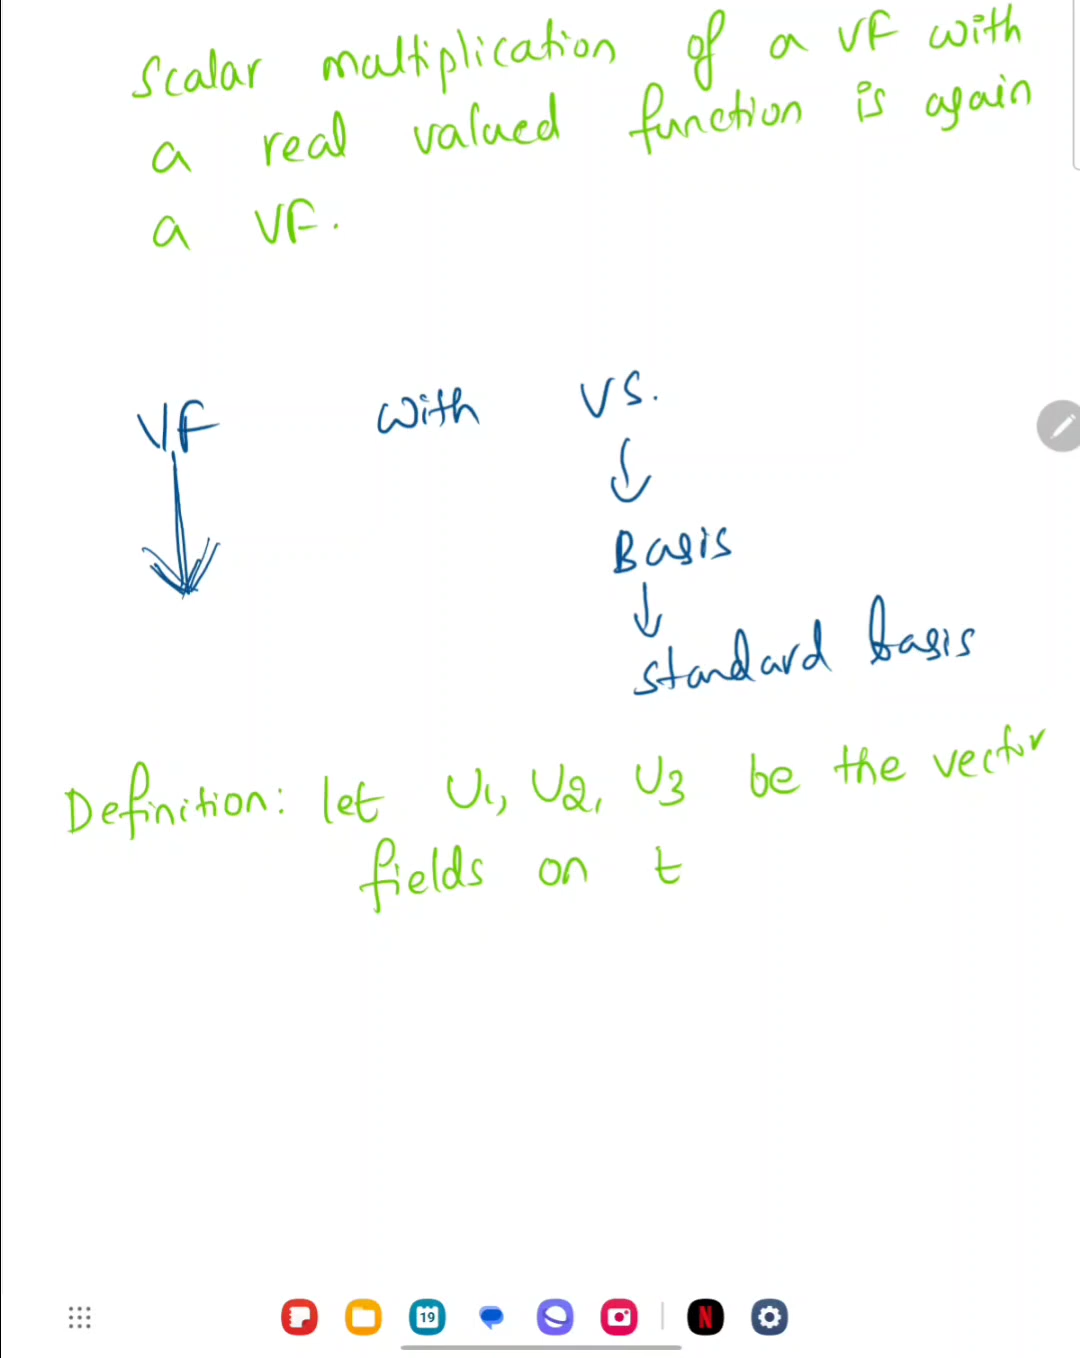 Scalar multiplication of a VF with
a real valued function is again
a VF.
VF with VS.
Basis
standard basis
Definition: let U1, U2, U3 be the vector
fields on t
19
N